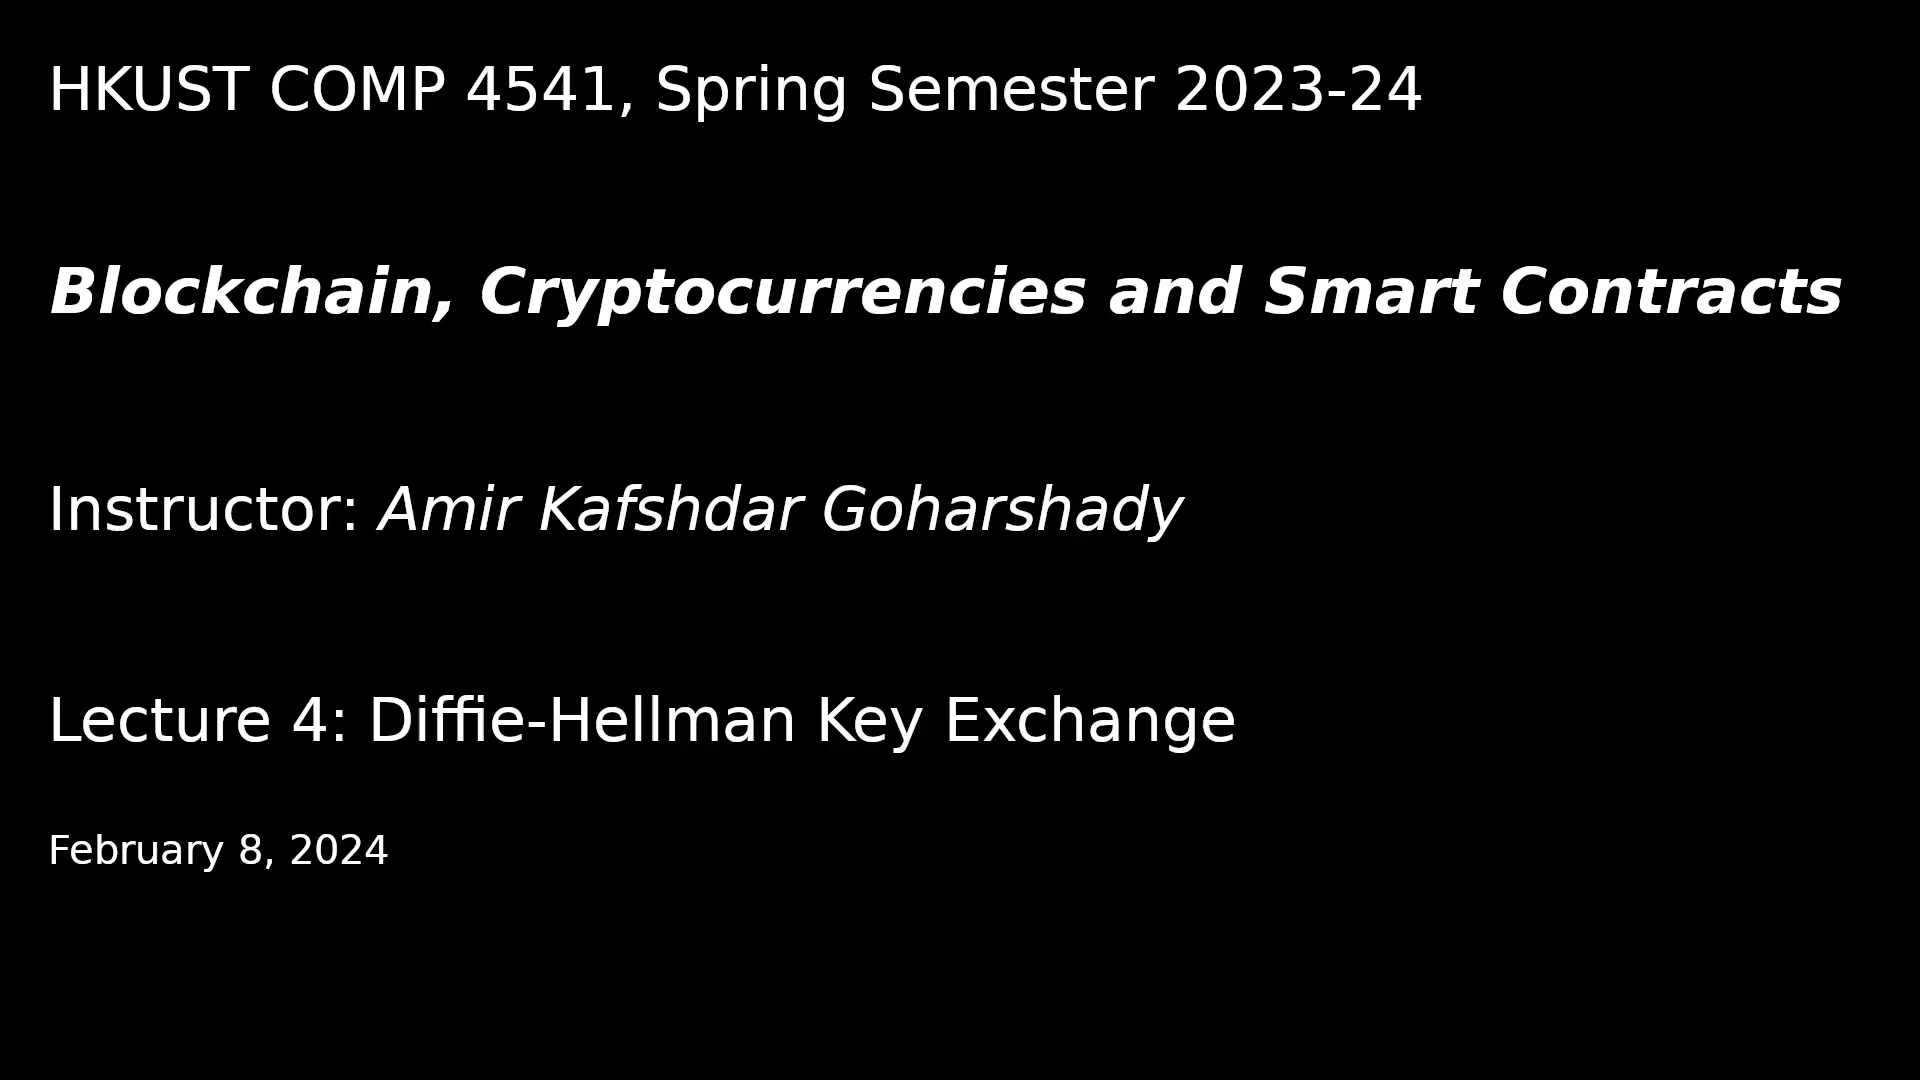 HKUST COMP 4541, Spring Semester 2023-24
Blockchain, Cryptocurrencies and Smart Contracts
Instructor: Amir Kafshdar Goharshady
Lecture 4: Diffie-Hellman Key Exchange
February 8, 2024